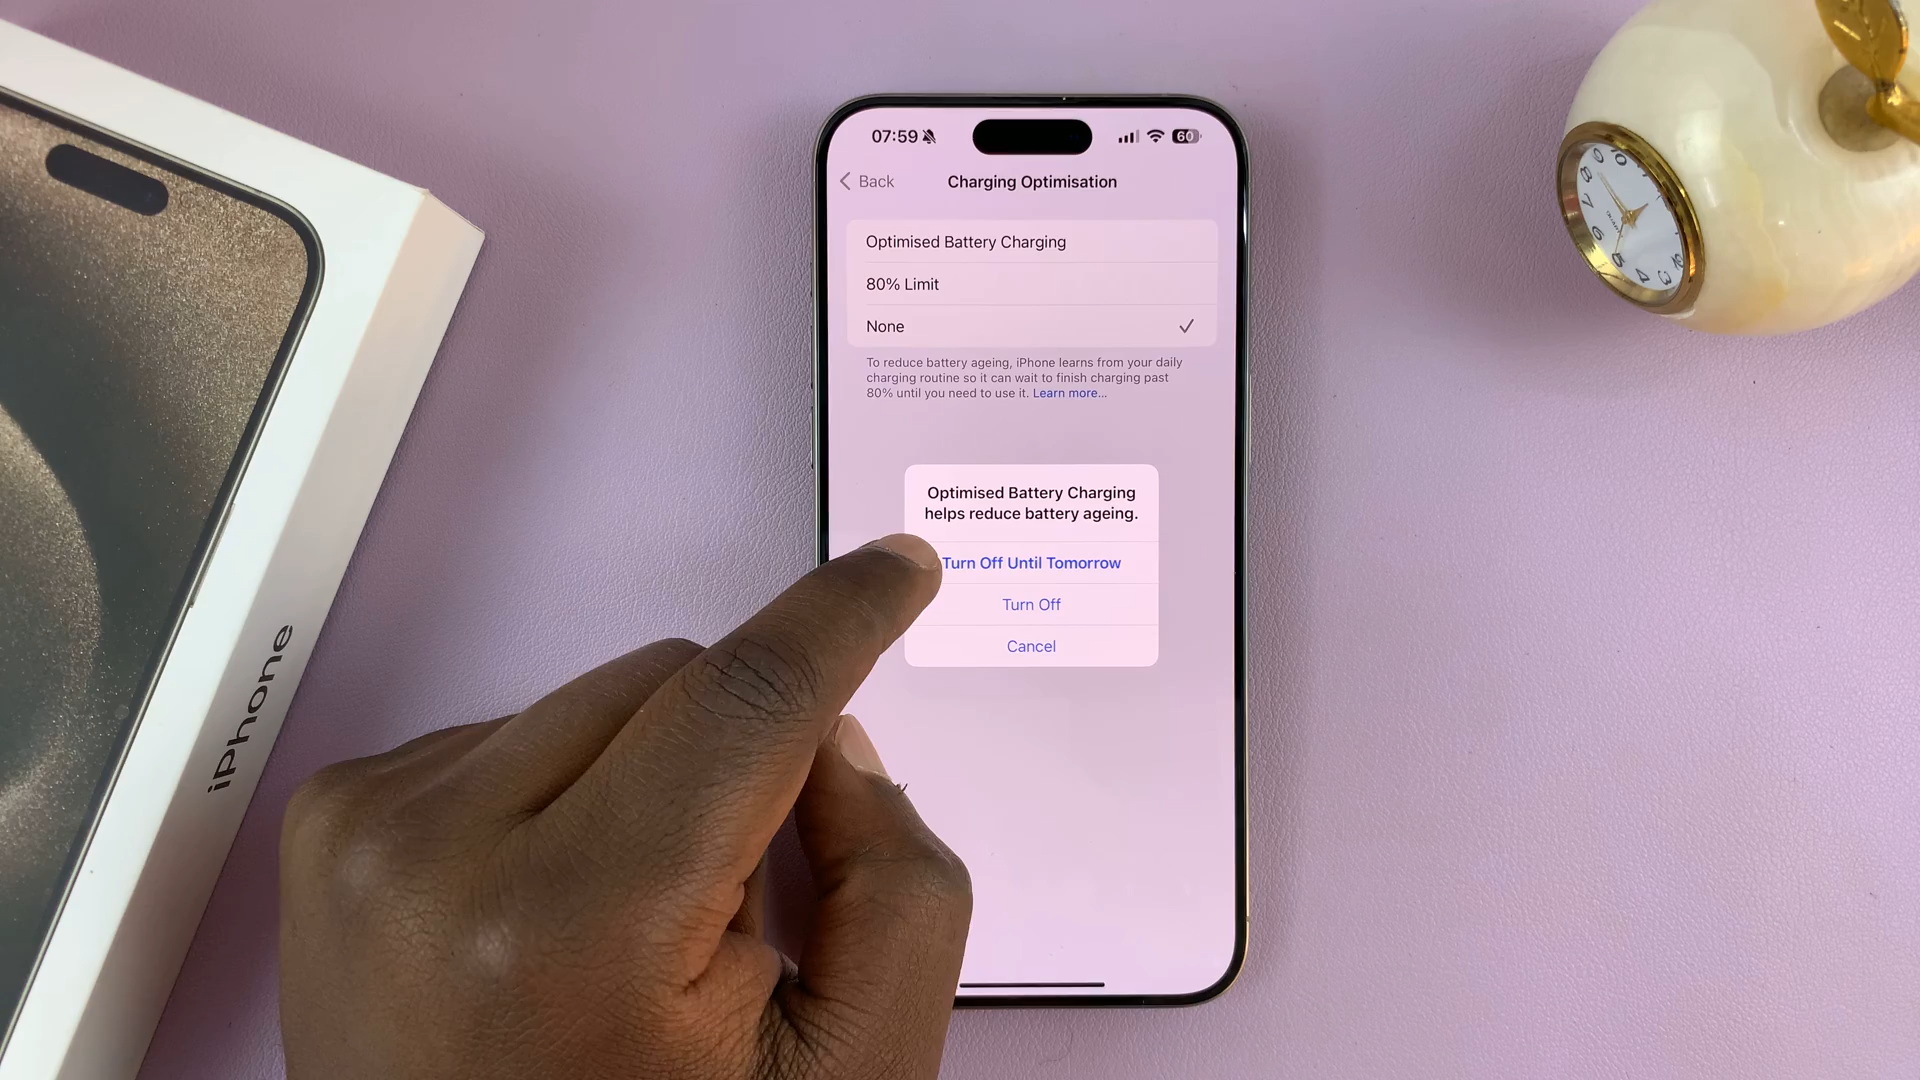 07:59
60
Back
Charging Optimisation
Optimised Battery Charging
80% Limit
None
To reduce battery ageing, iPhone learns from your daily
charging routine so it can wait to finish charging past
80% until you need to use it. Learn more...
Optimised Battery Charging
helps reduce battery ageing.
Turn Off Until Tomorrow
Turn Off
Cancel
iPhone